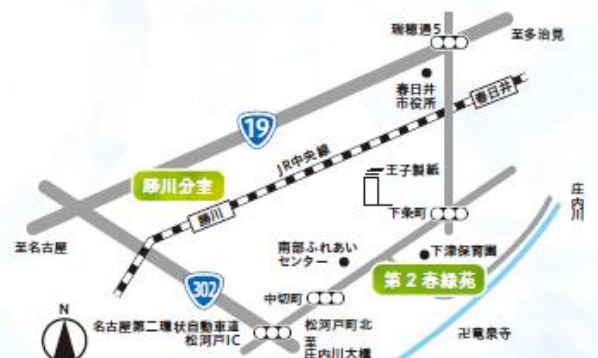 瑞穂通5
至多治見
春日井
市役所
春日井
19
JR中央線
王子製紙
勝川分室
勝川
下条町
庄内川
至名古屋
南部ふれあい
センター
下津保育園
第2春緑苑
302
中切町
N
名古屋第二環状自動車道
松河戸IC
松河戸町北
至
庄内川大橋
卍竜泉寺